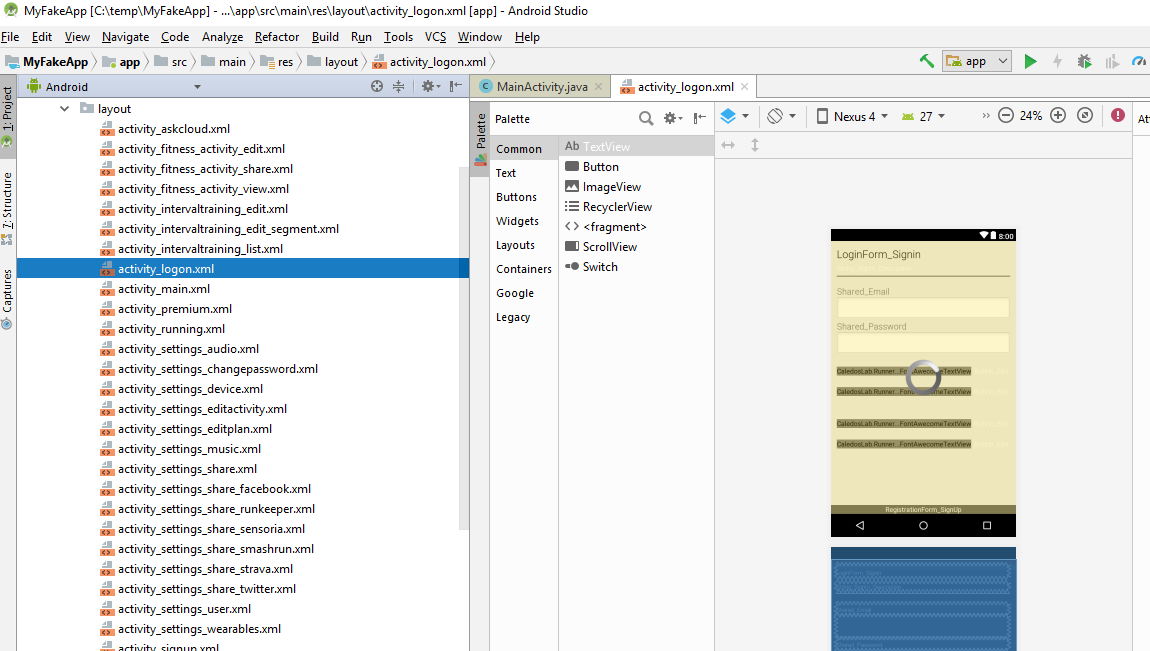 MyFakeApp [C:\temp\MyFakeApp] - ...\app\src\main\res\layout\activity_logon.xml [app] - Android Studio
File Edit View Navigate Code Analyze Refactor Build Run Tools VCS Window Help
MyFakeApp app src main res layout activity_logon.xml app
1: Project
7: Structure
Captures
Android
layout
activity_askcloud.xml
activity_fitness_activity_edit.xml
activity_fitness_activity_share.xml
activity_fitness_activity_view.xml
activity_intervaltraining_edit.xml
activity_intervaltraining_edit_segment.xml
activity_intervaltraining_list.xml
activity_logon.xml
activity_main.xml
activity_premium.xml
activity_running.xml
activity_settings_audio.xml
activity_settings_changepassword.xml
activity_settings_device.xml
activity_settings_editactivity.xml
activity_settings_editplan.xml
activity_settings_music.xml
activity_settings_share.xml
activity_settings_share_facebook.xml
activity_settings_share_runkeeper.xml
activity_settings_share_sensoria.xml
activity_settings_share_smashrun.xml
activity_settings_share_strava.xml
activity_settings_share_twitter.xml
activity_settings_user.xml
activity_settings_wearables.xml
activity_signup.xml
MainActivity.java activity_logon.xml
Palette
Palette
Common
Text
Buttons
Widgets
Layouts
Containers
Google
Legacy
Ab TextView
Button
ImageView
RecyclerView
<fragment>
ScrollView
Switch
Nexus 4 27 24% At
8:00
LoginForm_Signin
Shared_Email
Shared_Password
CaledosLab.Runner...FontAwecomeTextView
CaledosLab.Runner...FontAwecomeTextView
CaledosLab.Runner...FontAwecomeTextView
CaledosLab.Runner...FontAwecomeTextView
RegistrationForm_SignUp